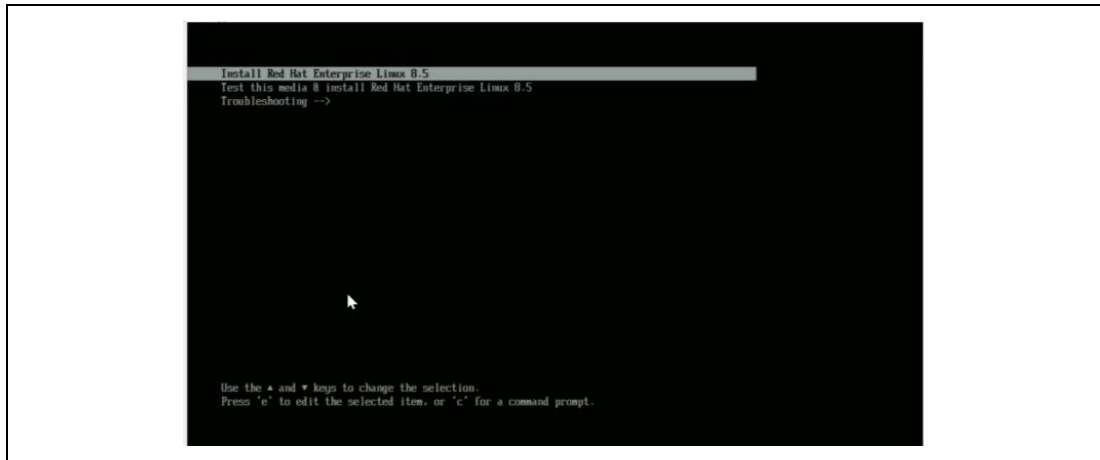 Install Red Hat Enterprise Linux 8.5
Test this media & install Red Hat Enterprise Linux 8.5
Troubleshooting -->
Use the ▲ and ▼ keys to change the selection.
Press 'e' to edit the selected item, or 'c' for a command prompt.